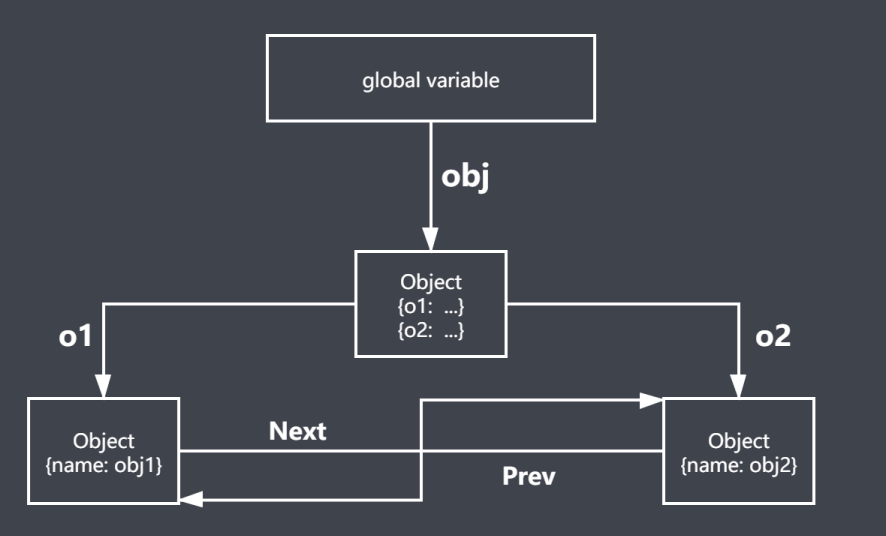 global variable
obj
Object
{o1: ...}
{o2: ...}
o1
o2
Object
{name: obj1}
Next
Prev
Object
{name: obj2}